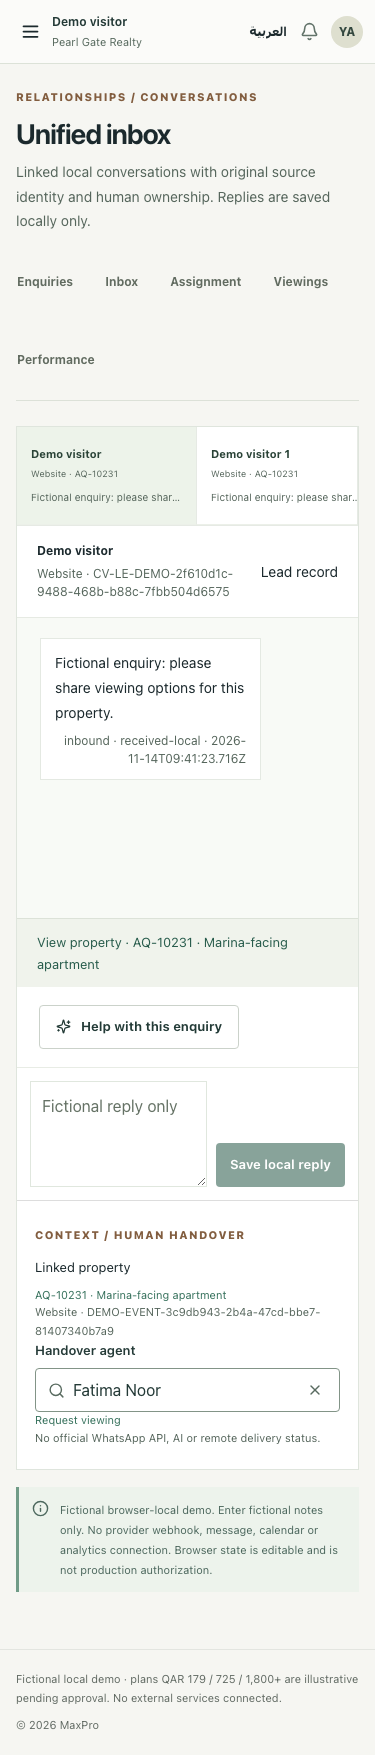 Demo visitor
Pearl Gate Realty
العربية
YA
RELATIONSHIPS / CONVERSATIONS
Unified inbox
Linked local conversations with original source
identity and human ownership. Replies are saved
locally only.
Enquiries Inbox Assignment Viewings
Performance
Demo visitor
Website · AQ-10231
Fictional enquiry: please shar...
Demo visitor 1
Website · AQ-10231
Fictional enquiry: please shar...
Demo visitor
Website · CV-LE-DEMO-2f610d1c-
9488-468b-b88c-7fbb504d6575
Lead record
Fictional enquiry: please
share viewing options for this
property.
inbound · received-local · 2026-
11-14T09:41:23.716Z
View property · AQ-10231 · Marina-facing
apartment
Help with this enquiry
Fictional reply only
Save local reply
CONTEXT / HUMAN HANDOVER
Linked property
AQ-10231 · Marina-facing apartment
Website · DEMO-EVENT-3c9db943-2b4a-47cd-bbe7-
81407340b7a9
Handover agent
Fatima Noor
Request viewing
No official WhatsApp API, AI or remote delivery status.
Fictional browser-local demo. Enter fictional notes
only. No provider webhook, message, calendar or
analytics connection. Browser state is editable and is
not production authorization.
Fictional local demo · plans QAR 179 / 725 / 1,800+ are illustrative
pending approval. No external services connected.
© 2026 MaxPro